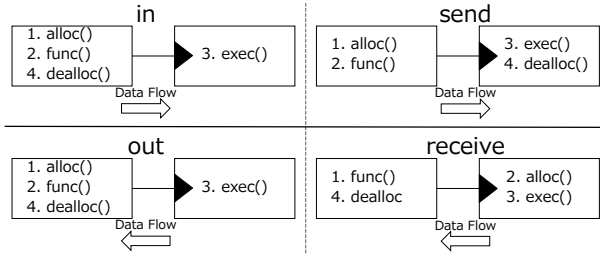 in
1. alloc()
2. func()
4. dealloc()
3. exec()
Data Flow
send
1. alloc()
2. func()
3. exec()
4. dealloc()
Data Flow
out
1. alloc()
2. func()
4. dealloc()
3. exec()
Data Flow
receive
1. func()
4. dealloc
2. alloc()
3. exec()
Data Flow